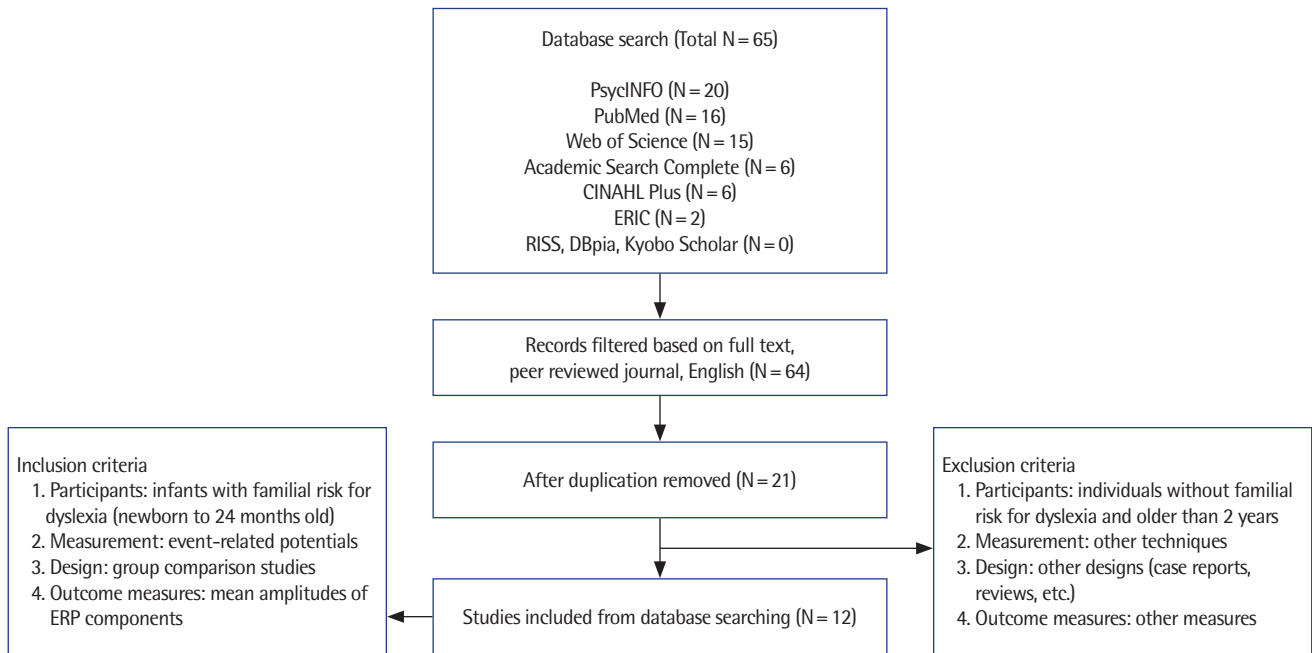 Database search (Total N = 65)
PsycINFO (N = 20)
PubMed (N = 16)
Web of Science (N = 15)
Academic Search Complete (N = 6)
CINAHL Plus (N = 6)
ERIC (N = 2)
RISS, DBpia, Kyobo Scholar (N = 0)
Records filtered based on full text,
peer reviewed journal, English (N = 64)
After duplication removed (N = 21)
Inclusion criteria
1. Participants: infants with familial risk for
dyslexia (newborn to 24 months old)
2. Measurement: event-related potentials
3. Design: group comparison studies
4. Outcome measures: mean amplitudes of
ERP components
Exclusion criteria
1. Participants: individuals without familial
risk for dyslexia and older than 2 years
2. Measurement: other techniques
3. Design: other designs (case reports,
reviews, etc.)
4. Outcome measures: other measures
Studies included from database searching (N = 12)